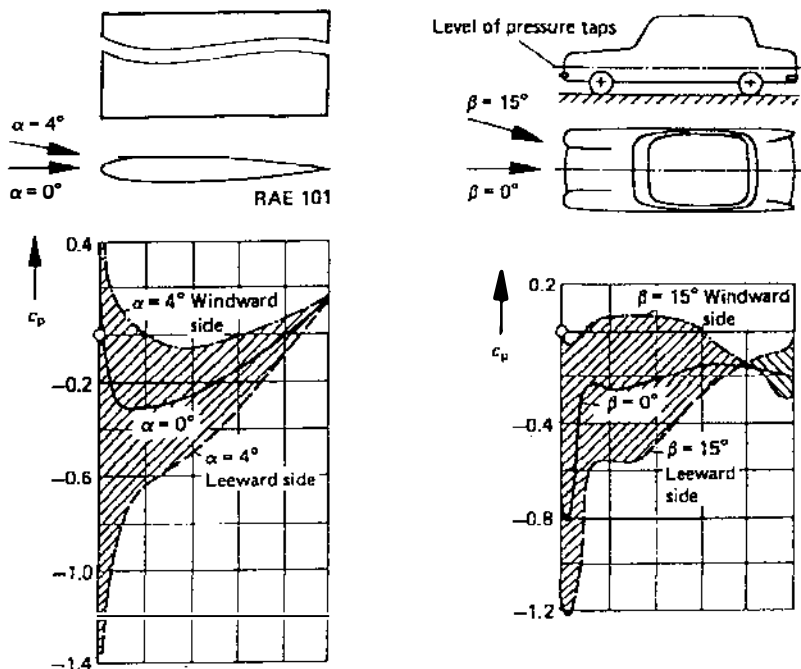 α = 4°
α = 0°
RAE 101
0.4
α = 4° Windward
side
c_p
-0.2
α = 0°
α = 4°
Leeward side
-0.6
-1.0
-1.4
Level of pressure taps
β = 15°
β = 0°
0.2
β = 15° Windward
side
c_p
β = 0°
-0.4
β = 15°
Leeward
side
-0.8
-1.2